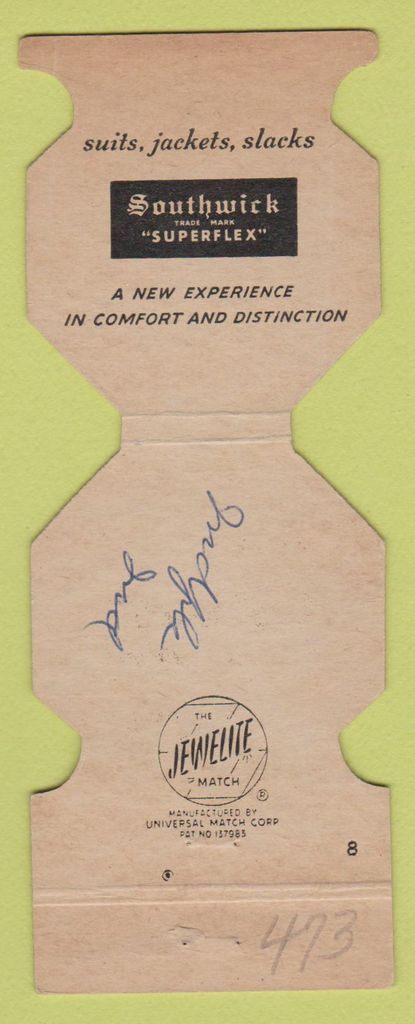 suits, jackets, slacks
Southwick
TRADE MARK
"SUPERFLEX"
A NEW EXPERIENCE
IN COMFORT AND DISTINCTION
Ind
THE
JEWELITE
MATCH
®
MANUFACTURED BY
UNIVERSAL MATCH CORP
PAT NO 137983
8
473